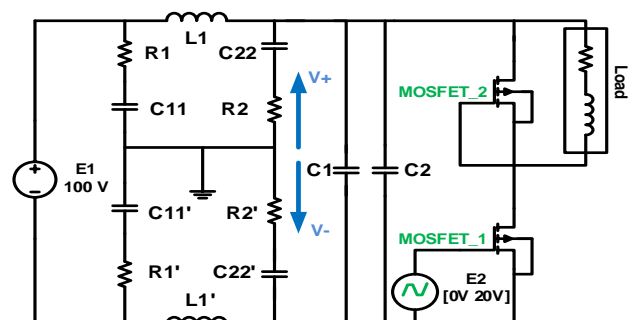 L1
R1
C22
V+
C11
R2
MOSFET_2
Load
E1
100 V
C1
C2
C11'
R2'
V-
MOSFET_1
R1'
C22'
E2
[0V 20V]
L1'